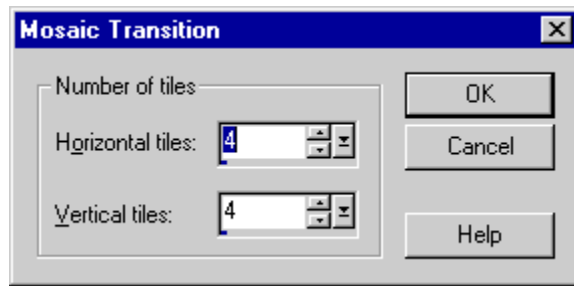 Mosaic Transition
Number of tiles
Horizontal tiles: 4
Vertical tiles: 4
OK
Cancel
Help